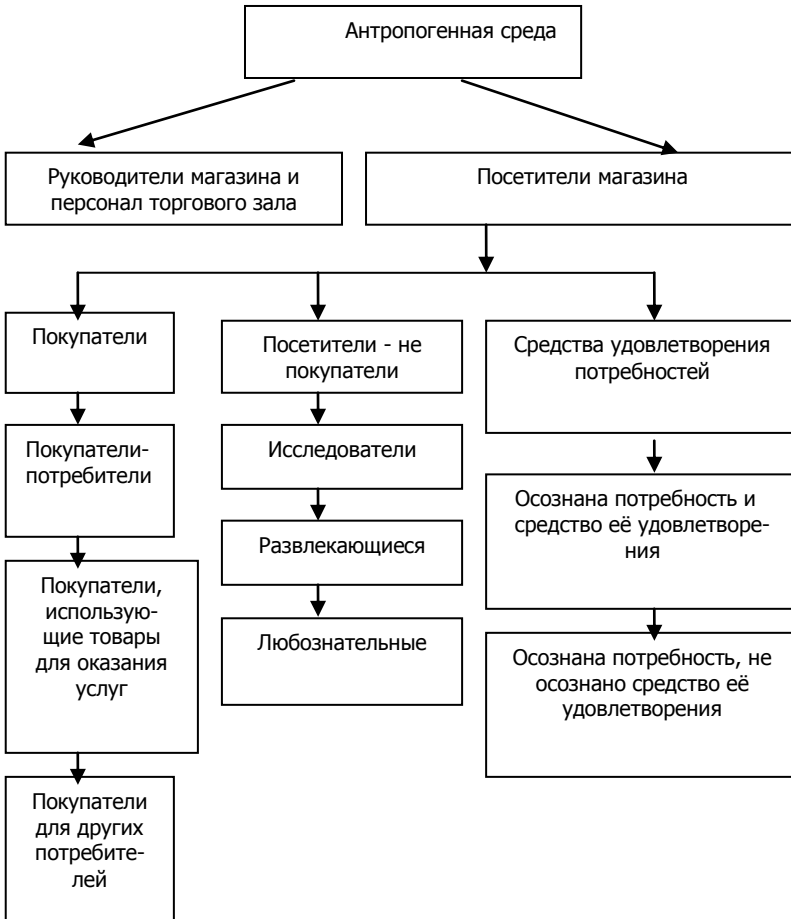 Антропогенная среда
Руководители магазина и
персонал торгового зала
Посетители магазина
Покупатели
Посетители - не
покупатели
Средства удовлетворения
потребностей
Покупатели-
потребители
Исследователи
Осознана потребность и
средство её удовлетворе-
ния
Развлекающиеся
Покупатели,
использую-
щие товары
для оказания
услуг
Любознательные
Осознана потребность, не
осознано средство её
удовлетворения
Покупатели
для других
потребите-
лей